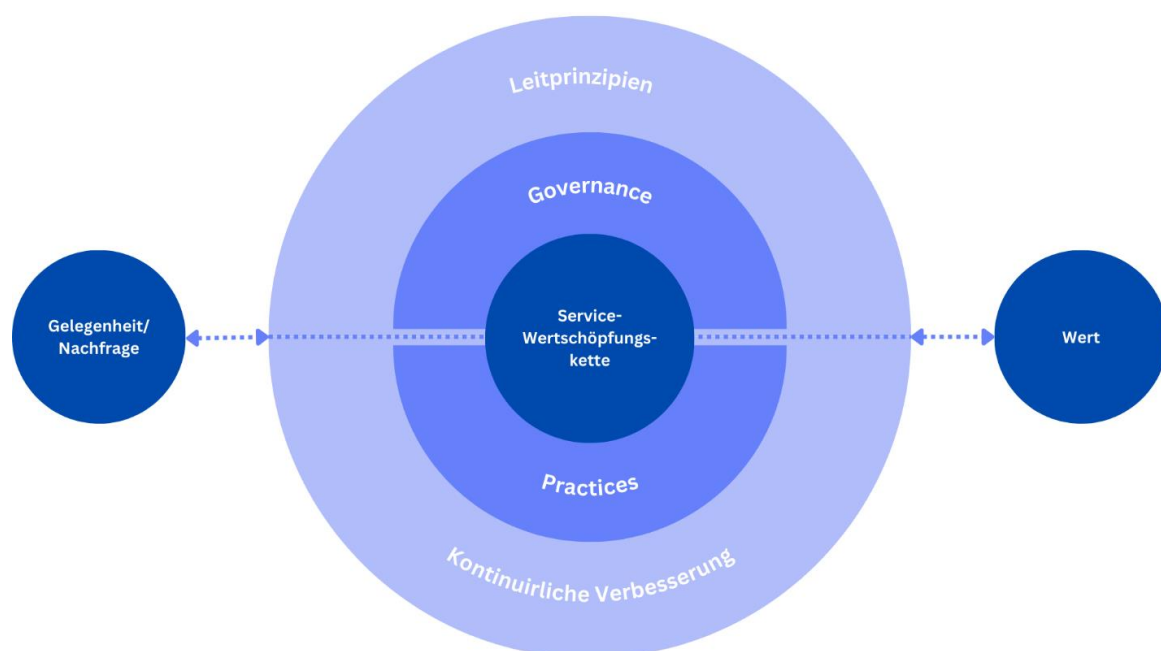 Leitprinzipien
Governance
Gelegenheit/
Nachfrage
Service-
Wertschöpfungs-
kette
Wert
Practices
Kontinuirliche Verbesserung